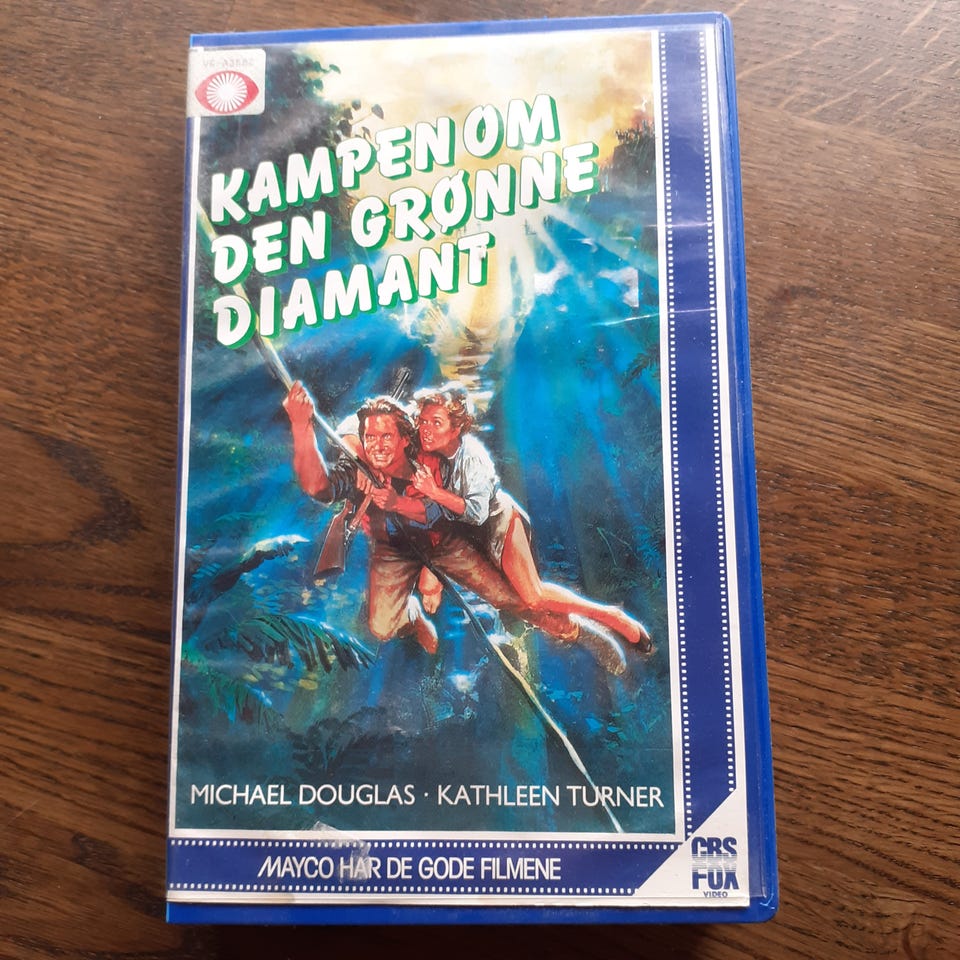 KAMPEN OM
DEN GRØNNE
DIAMANT
MICHAEL DOUGLAS · KATHLEEN TURNER
MAYCO HAR DE GODE FILMENE
CBS
FOX
VIDEO